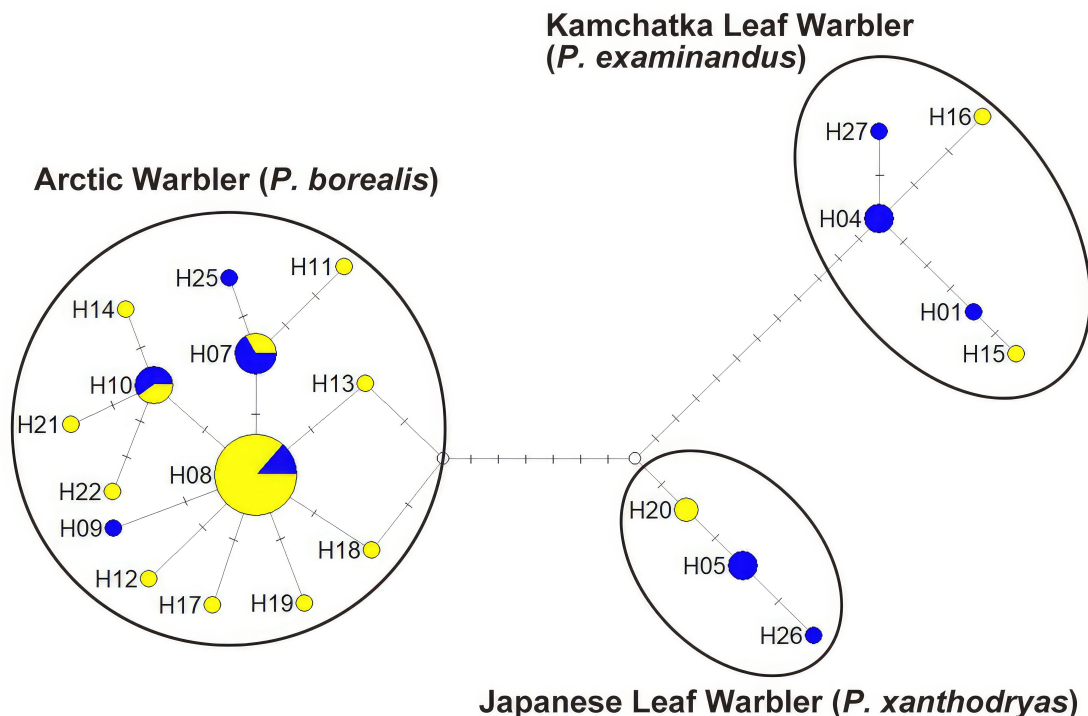 Kamchatka Leaf Warbler
(P. examinandus)
H16
H27
H04
H01
H15
Arctic Warbler (P. borealis)
H11
H25
H14
H07
H10
H13
H21
H08
H22
H09
H18
H12
H17
H19
H20
H05
H26
Japanese Leaf Warbler (P. xanthodryas)